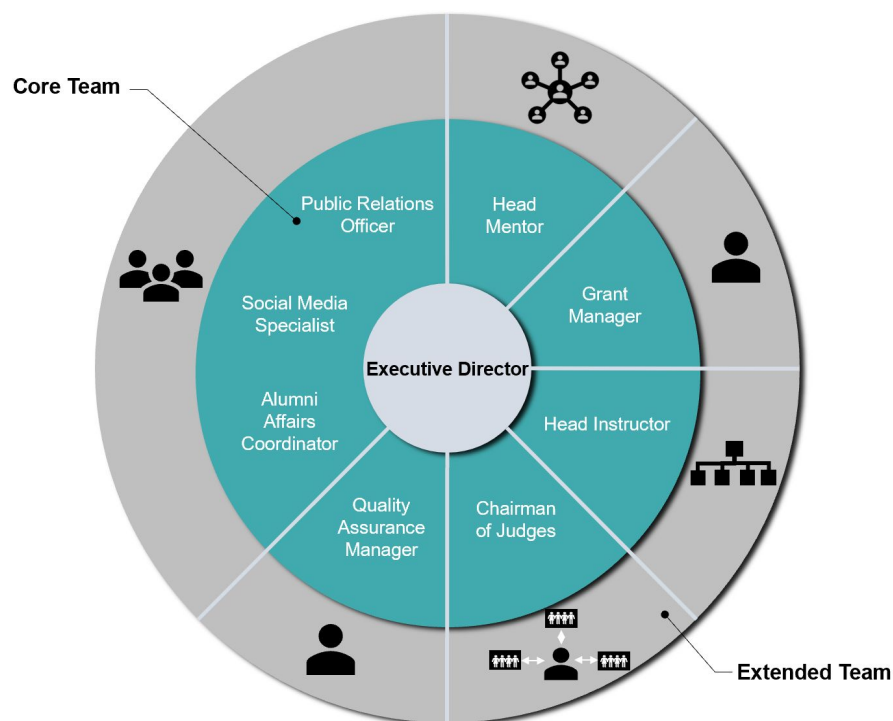 Core Team
Public Relations
Officer
Head
Mentor
Social Media
Specialist
Grant
Manager
Executive Director
Alumni
Affairs
Coordinator
Head Instructor
Quality
Assurance
Manager
Chairman
of Judges
Extended Team